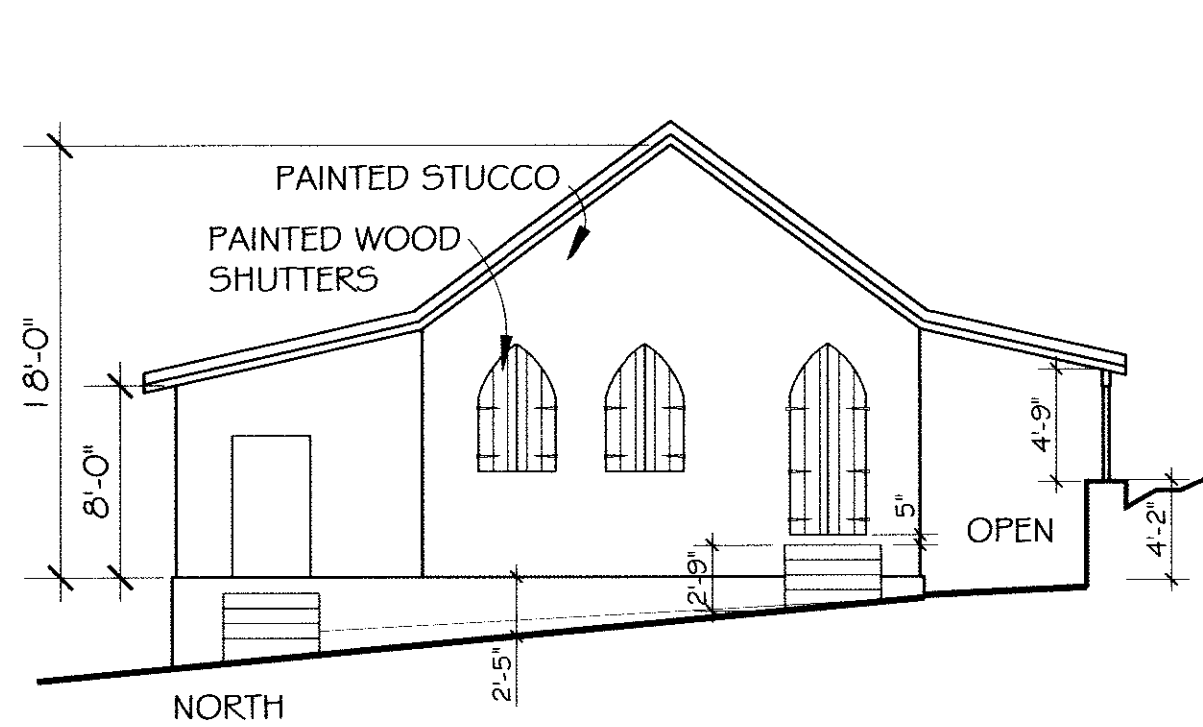 PAINTED STUCCO
PAINTED WOOD
SHUTTERS
18'-0"
8'-0"
4'-9"
5"
OPEN
4'-2"
2'-9"
2'-5"
NORTH